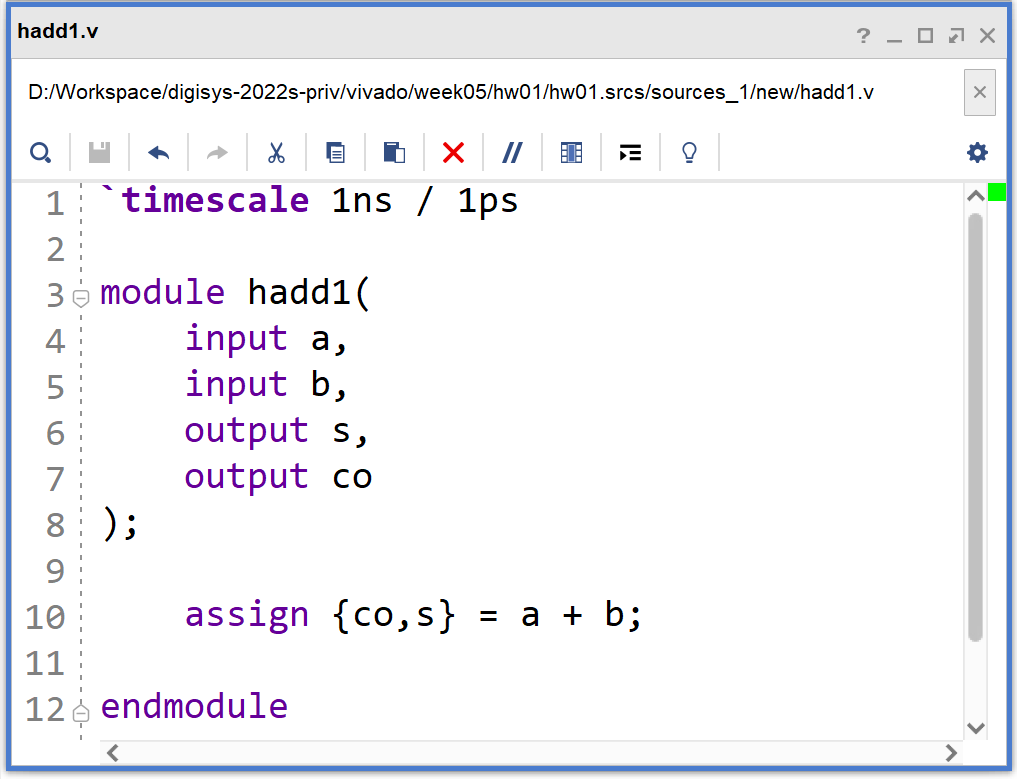 hadd1.v
?
D:/Workspace/digisys-2022s-priv/vivado/week05/hw01/hw01.srcs/sources_1/new/hadd1.v
//
1 `timescale 1ns / 1ps
2
3 module hadd1(
4     input a,
5     input b,
6     output s,
7     output co
8 );
9
10     assign {co,s} = a + b;
11
12 endmodule